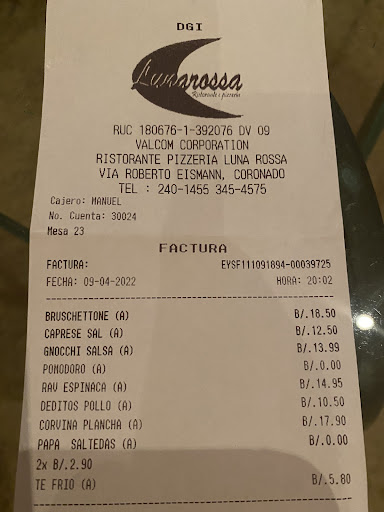 DGI
Lunarossa
Ristorante e pizzeria
RUC 180676-1-392076 DV 09
VALCOM CORPORATION
RISTORANTE PIZZERIA LUNA ROSSA
VIA ROBERTO EISMANN, CORONADO
TEL : 240-1455 345-4575
Cajero: MANUEL
No. Cuenta: 30024
Mesa 23
FACTURA
FACTURA: EYSF111091894-00039725
FECHA: 09-04-2022 HORA: 20:02
BRUSCHETTONE (A) B/.18.50
CAPRESE SAL (A) B/.12.50
GNOCCHI SALSA (A) B/.13.99
POMODORO (A) B/.0.00
RAV ESPINACA (A) B/.14.95
DEDITOS POLLO (A) B/.10.50
CORVINA PLANCHA (A) B/.17.90
PAPA SALTEDAS (A) B/.0.00
2x B/.2.90
TE FRIO (A) B/.5.80